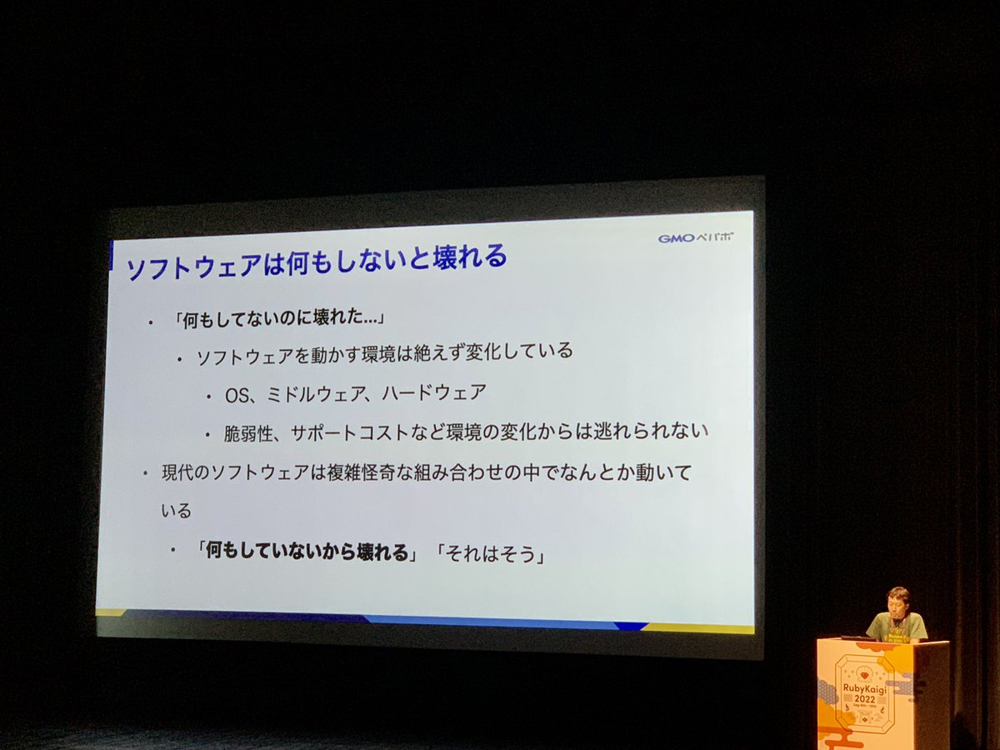 GMOペパボ
ソフトウェアは何もしないと壊れる
・「何もしてないのに壊れた...」
・ソフトウェアを動かす環境は絶えず変化している
・OS、ミドルウェア、ハードウェア
・脆弱性、サポートコストなど環境の変化からは逃れられない
・現代のソフトウェアは複雑怪奇な組み合わせの中でなんとか動いて
いる
・「何もしていないから壊れる」「それはそう」
RubyKaigi
2022